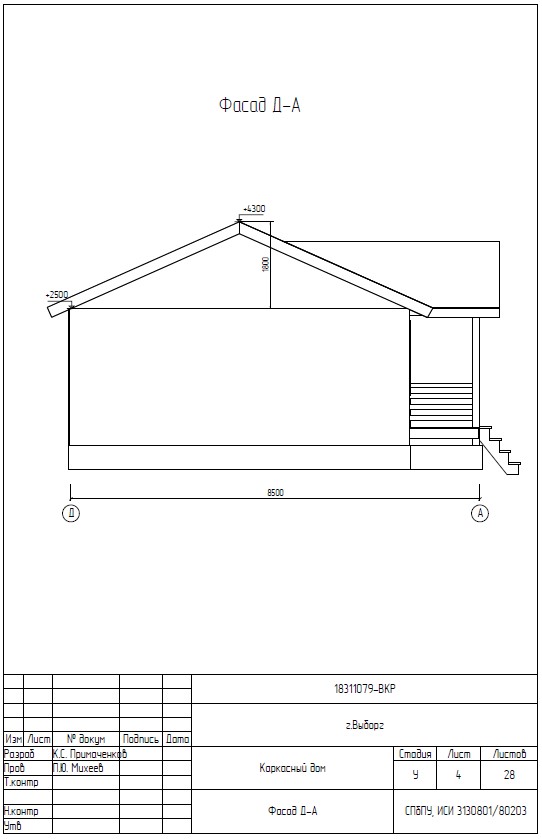 Фасад Д-А
+4300
1800
+2500
8500
Д А
18311079-ВКР
г.Выборг
Изм Лист № докум Подпись Дата
Разраб К.С. Примаченков
Пров П.Ю. Михеев
Т.контр
Н.контр
Утв
Каркасный дом
Стадия Лист Листов
У 4 28
Фасад Д-А
СПбПУ, ИСИ 3130801/80203